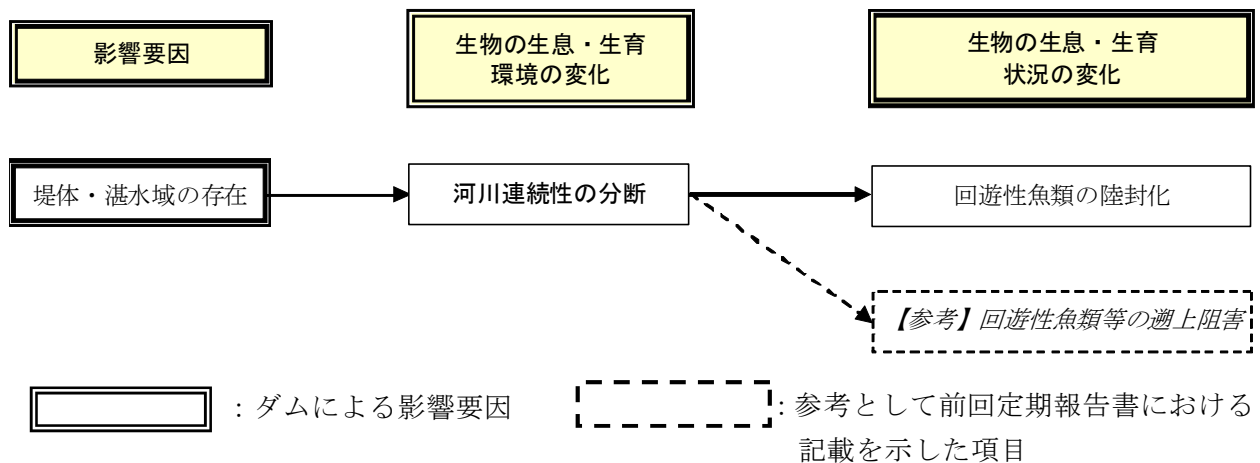 影響要因
生物の生息・生育
環境の変化
生物の生息・生育
状況の変化
堤体・湛水域の存在
河川連続性の分断
回遊性魚類の陸封化
【参考】回遊性魚類等の遡上阻害
：ダムによる影響要因
：参考として前回定期報告書における
記載を示した項目